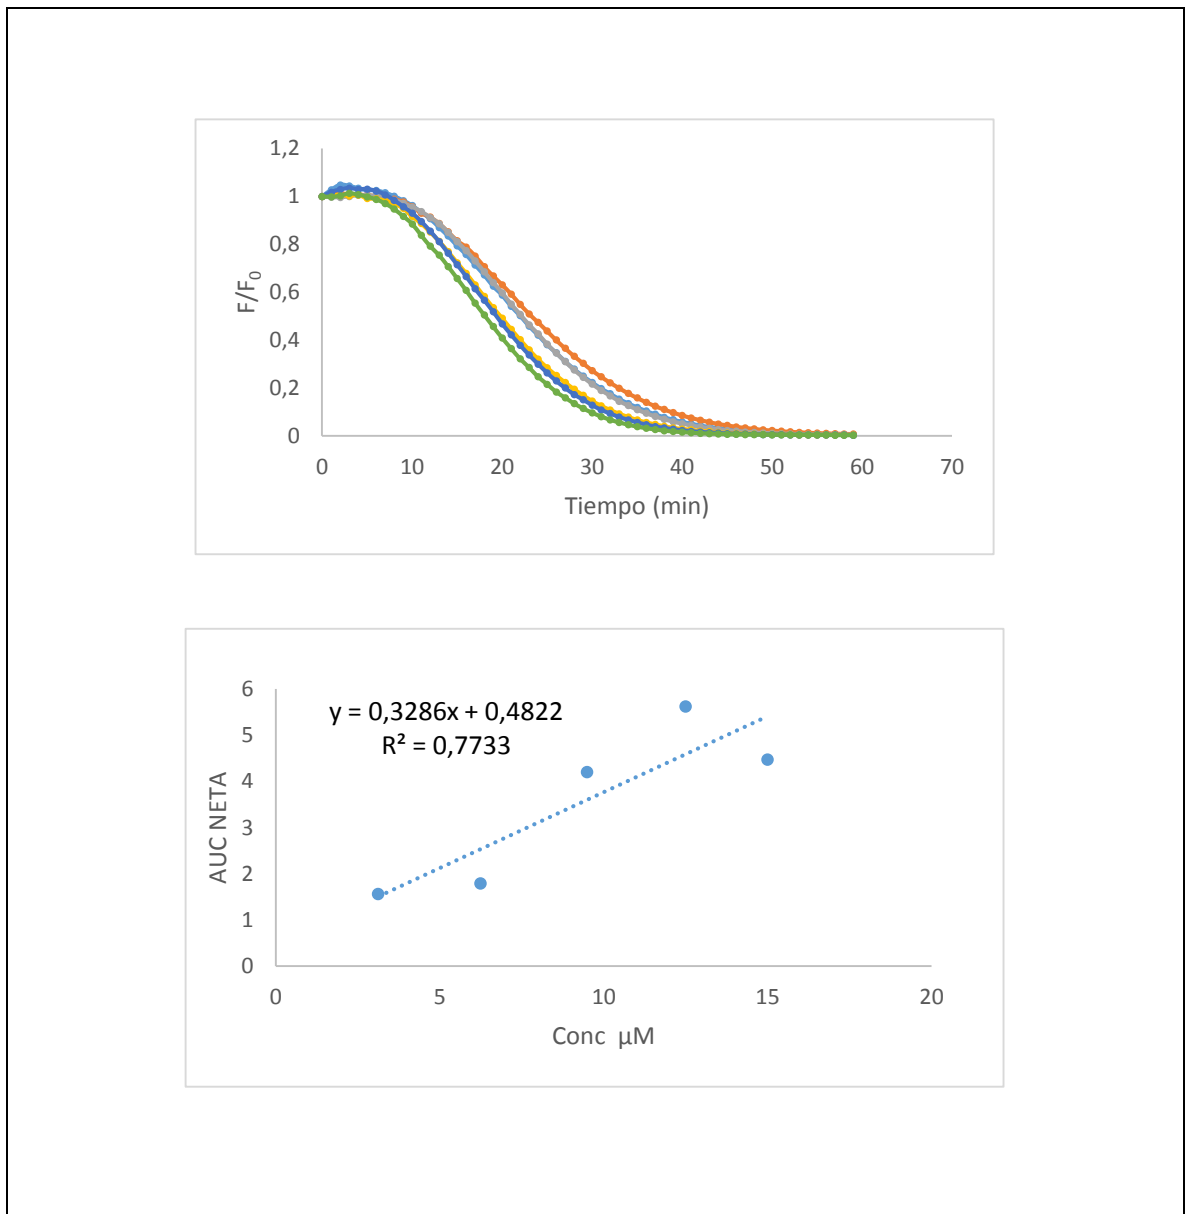 1,2
1
0,8
0,6
0,4
0,2
0
F/F₀
0 10 20 30 40 50 60 70
Tiempo (min)
6
5
4
3
2
1
0
y = 0,3286x + 0,4822
R² = 0,7733
AUC NETA
0 5 10 15 20
Conc µM